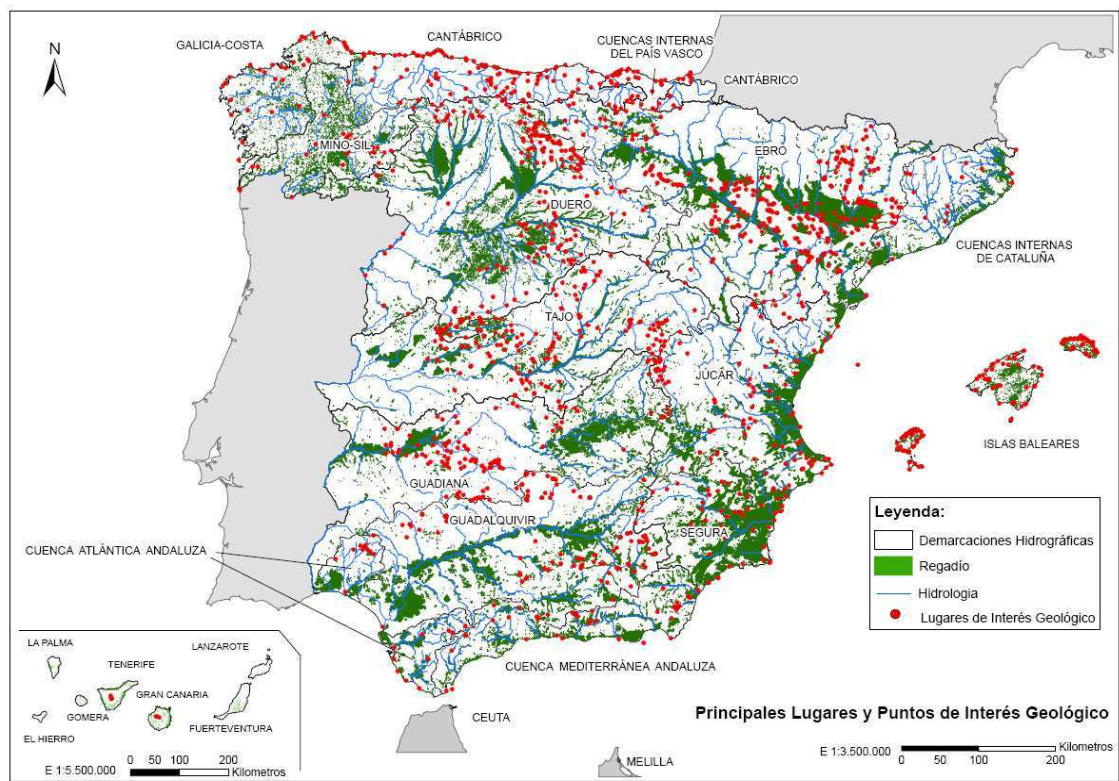 N
GALICIA-COSTA
CANTÁBRICO
CUENCAS INTERNAS
DEL PAÍS VASCO
CANTÁBRICO
MIÑO-SIL
EBRO
DUERO
CUENCAS INTERNAS
DE CATALUÑA
TAJO
JÚCAR
ISLAS BALEARES
GUADIANA
GUADALQUIVIR
SEGURA
CUENCA ATLÁNTICA ANDALUZA
Leyenda:
Demarcaciones Hidrográficas
Regadío
Hidrologia
Lugares de Interés Geológico
CUENCA MEDITERRÁNEA ANDALUZA
CEUTA
MELILLA
LA PALMA
LANZAROTE
TENERIFE
GRAN CANARIA
GOMERA
FUERTEVENTURA
EL HIERRO
E 1:5.500.000
0 50 100 200
Kilometros
Principales Lugares y Puntos de Interés Geológico
E 1:3.500.000
0 50 100 200
Kilometros